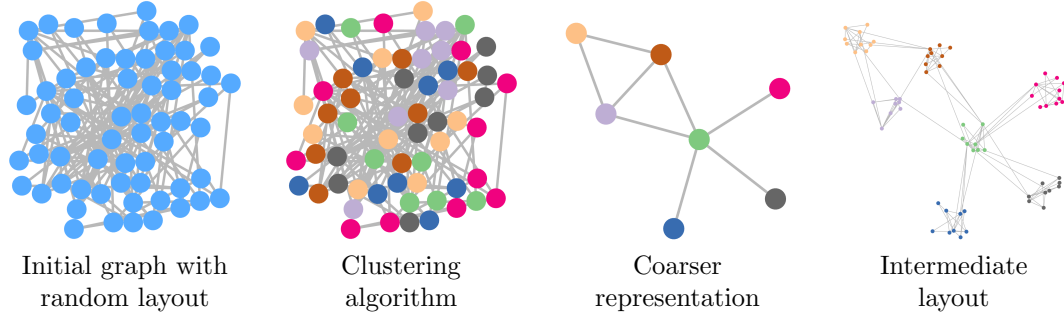 Initial graph with
random layout
Clustering
algorithm
Coarser
representation
Intermediate
layout